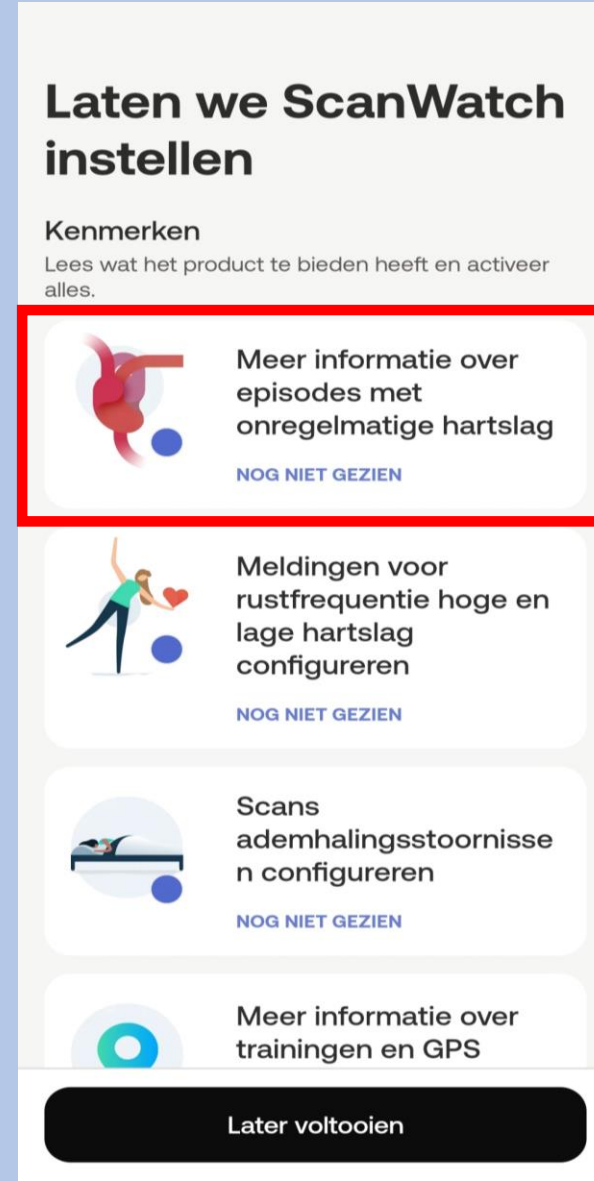 Laten we ScanWatch
instellen
Kenmerken
Lees wat het product te bieden heeft en activeer
alles.
Meer informatie over
episodes met
onregelmatige hartslag
NOG NIET GEZIEN
Meldingen voor
rustfrequentie hoge en
lage hartslag
configureren
NOG NIET GEZIEN
Scans
ademhalingsstoornisse
n configureren
NOG NIET GEZIEN
Meer informatie over
trainingen en GPS
Later voltooien